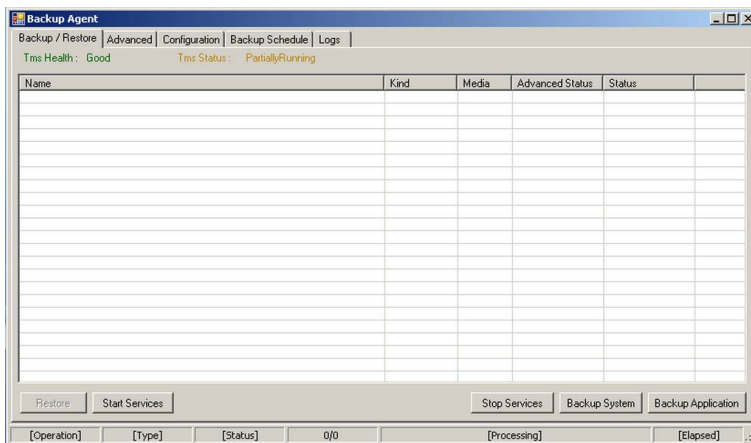 Backup Agent
Backup / Restore Advanced Configuration Backup Schedule Logs
Tms Health : Good Tms Status : PartiallyRunning
Name Kind Media Advanced Status Status
Restore Start Services Stop Services Backup System Backup Application
[Operation] [Type] [Status] 0/0 [Processing] [Elapsed]